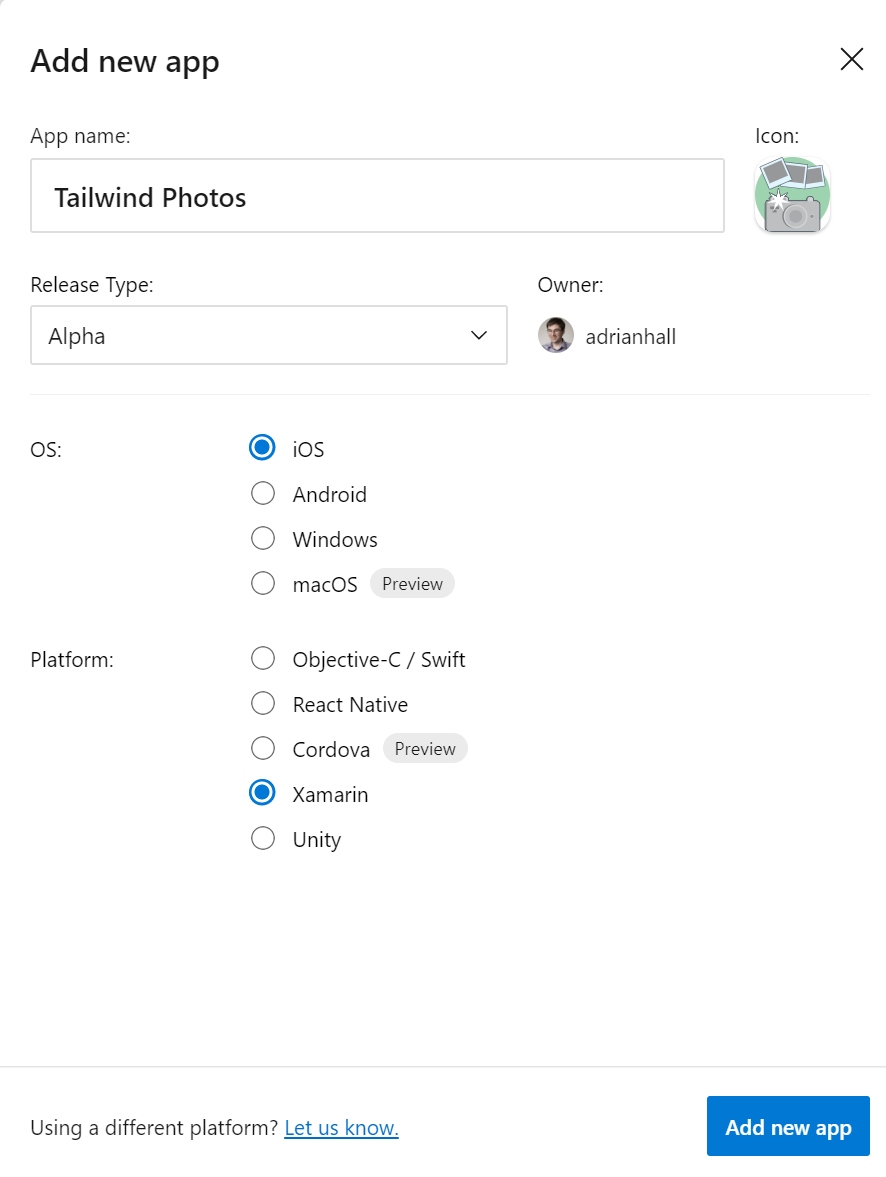 Add new app
App name: Icon:
Tailwind Photos
Release Type: Owner:
Alpha adrianhall
OS: iOS
Android
Windows
macOS Preview
Platform: Objective-C / Swift
React Native
Cordova Preview
Xamarin
Unity
Using a different platform? Let us know. Add new app